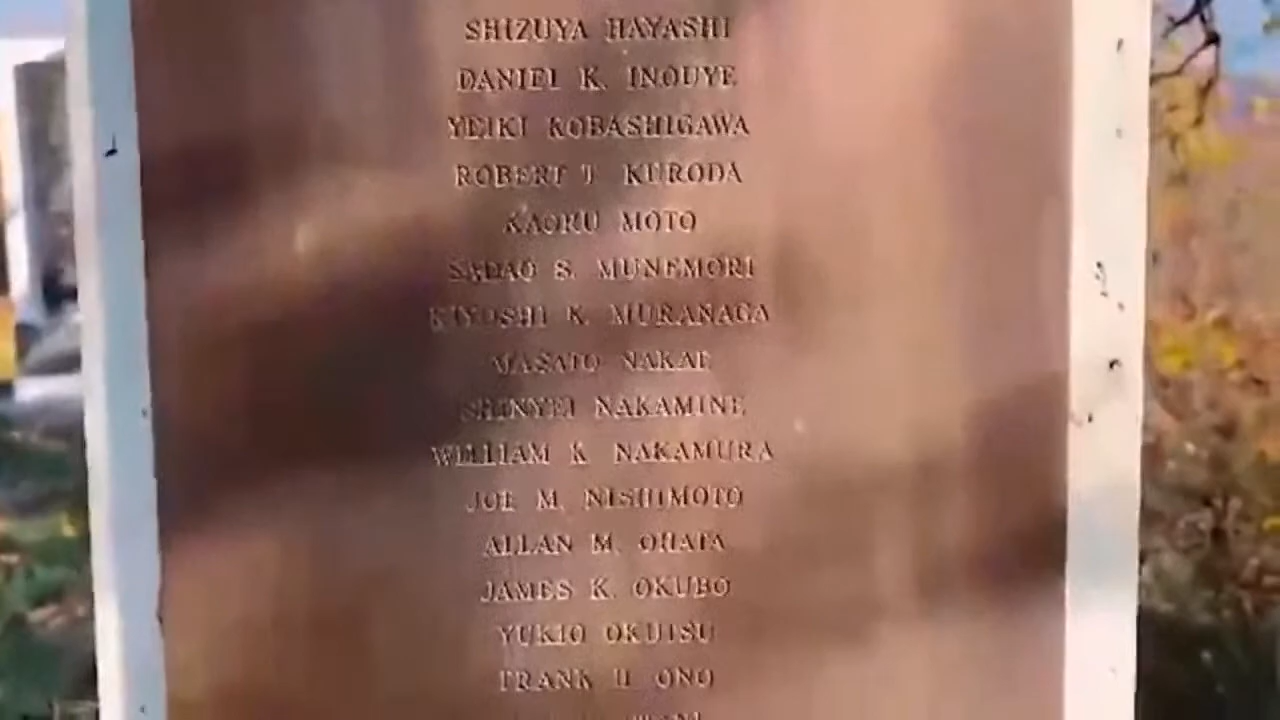 SHIZUYA HAYASHI
DANIEL K. INOUYE
YEIKI KOBASHIGAWA
ROBERT T. KURODA
KAORU MOTO
SADAO S. MUNEMORI
KIYOSHI K. MURANAGA
MASATO NAKAE
SHINYEI NAKAMINE
WILLIAM K. NAKAMURA
JOE M. NISHIMOTO
ALLAN M. OHATA
JAMES K. OKUBO
YUKIO OKUTSU
FRANK H. ONO